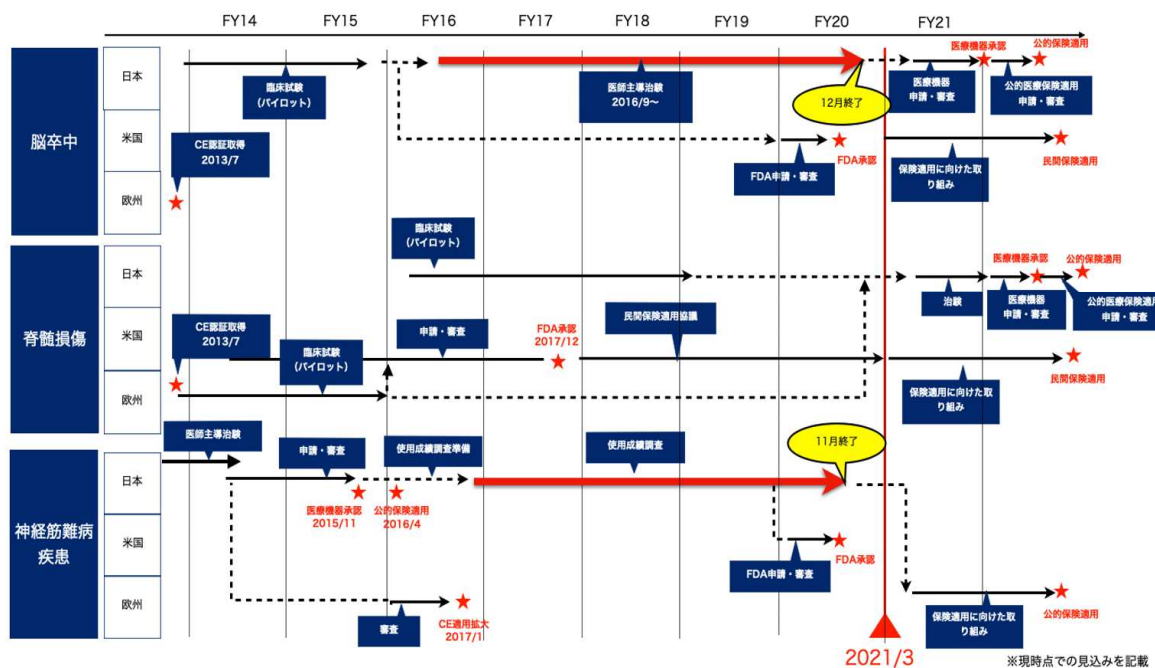 FY14
FY15
FY16
FY17
FY18
FY19
FY20
FY21
脳卒中
日本
臨床試験
(パイロット)
医師主導治験
2016/9〜
12月終了
医療機器承認
公的保険適用
医療機器
申請・審査
公的医療保険適用
申請・審査
米国
CE認証取得
2013/7
FDA申請・審査
FDA承認
保険適用に向けた取
り組み
民間保険適用
欧州
脊髄損傷
日本
臨床試験
(パイロット)
医療機器承認
公的保険適用
治験
医療機器
申請・審査
公的医療保険適用
申請・審査
米国
CE認証取得
2013/7
臨床試験
(パイロット)
申請・審査
FDA承認
2017/12
民間保険適用協議
保険適用に向けた取
り組み
民間保険適用
欧州
神経筋難病
疾患
医師主導治験
日本
申請・審査
使用成績調査準備
使用成績調査
11月終了
医療機器承認
2015/11
公的保険適用
2016/4
米国
FDA申請・審査
FDA承認
欧州
審査
CE適用拡大
2017/1
保険適用に向けた取
り組み
公的保険適用
2021/3
※現時点での見込みを記載